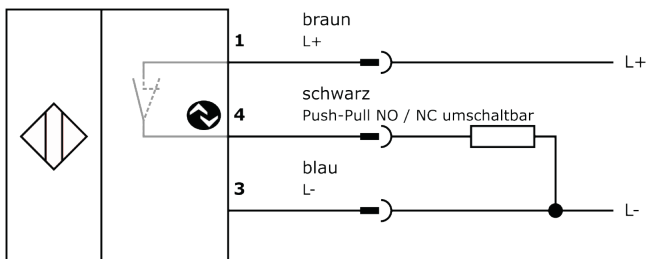 braun
1 L+
L+
schwarz
4 Push-Pull NO / NC umschaltbar
blau
3 L-
L-